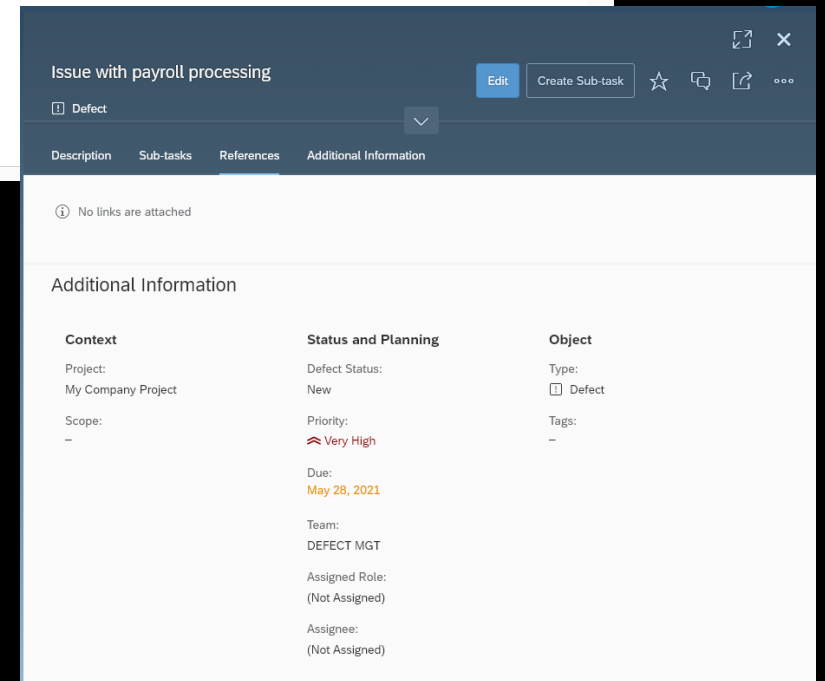 Issue with payroll processing
Edit
Create Sub-task
Defect
Description Sub-tasks References Additional Information
No links are attached
Additional Information
Context
Project:
My Company Project
Scope:
–
Status and Planning
Defect Status:
New
Priority:
Very High
Due:
May 28, 2021
Team:
DEFECT MGT
Assigned Role:
(Not Assigned)
Assignee:
(Not Assigned)
Object
Type:
Defect
Tags:
–